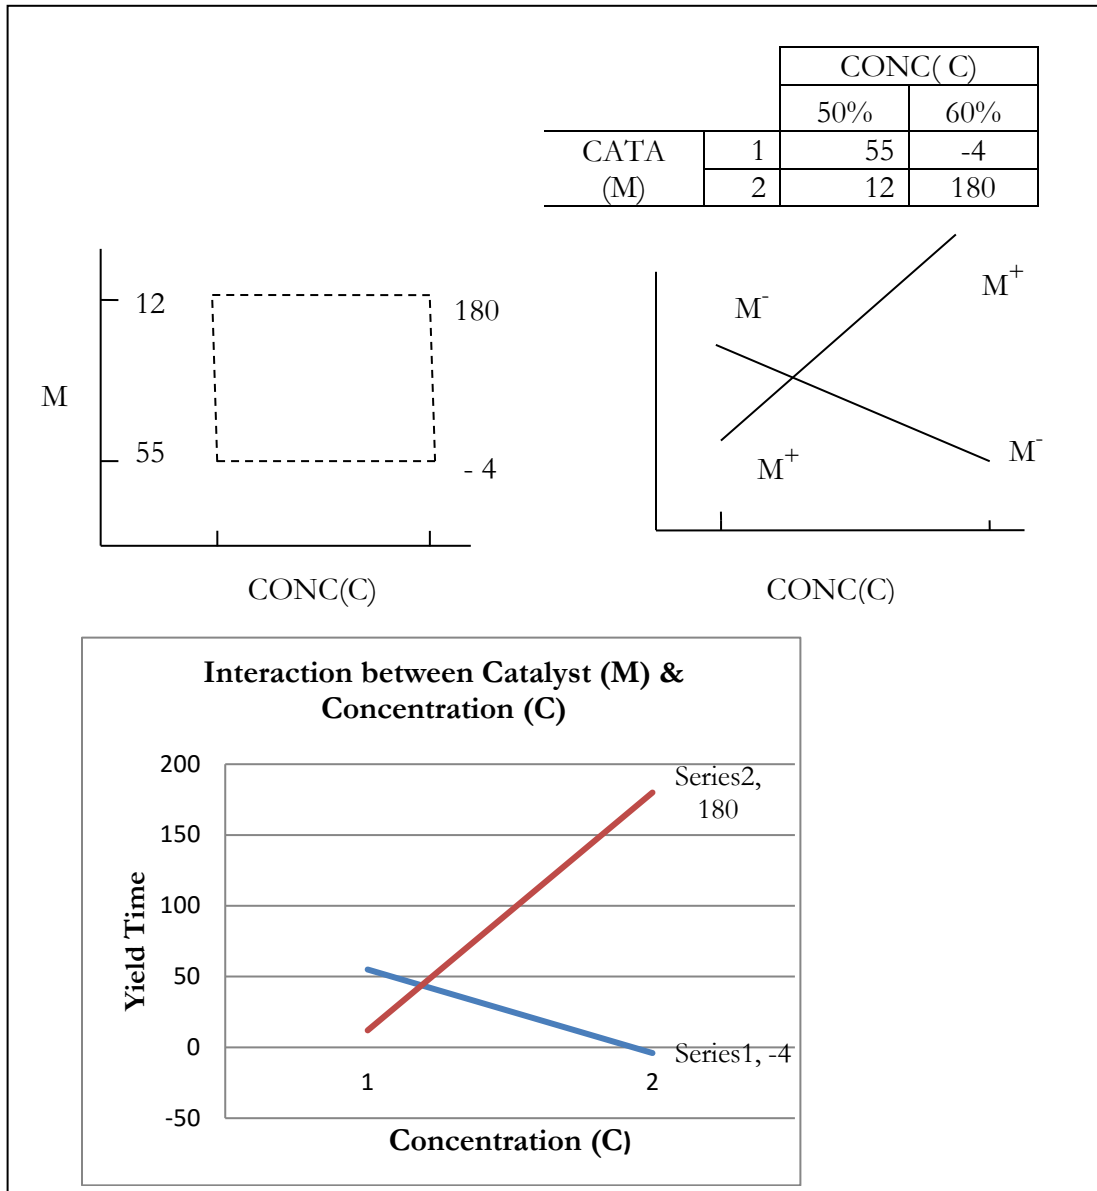 CONC( C)
50% 60%
CATA (M) 1 55 -4
2 12 180
12 180
M
55 - 4
CONC(C)
M-
M+
M+
M-
CONC(C)
Interaction between Catalyst (M) &
Concentration (C)
200
150
100
50
0
-50
Yield Time
Series2,
180
Series1, -4
1 2
Concentration (C)